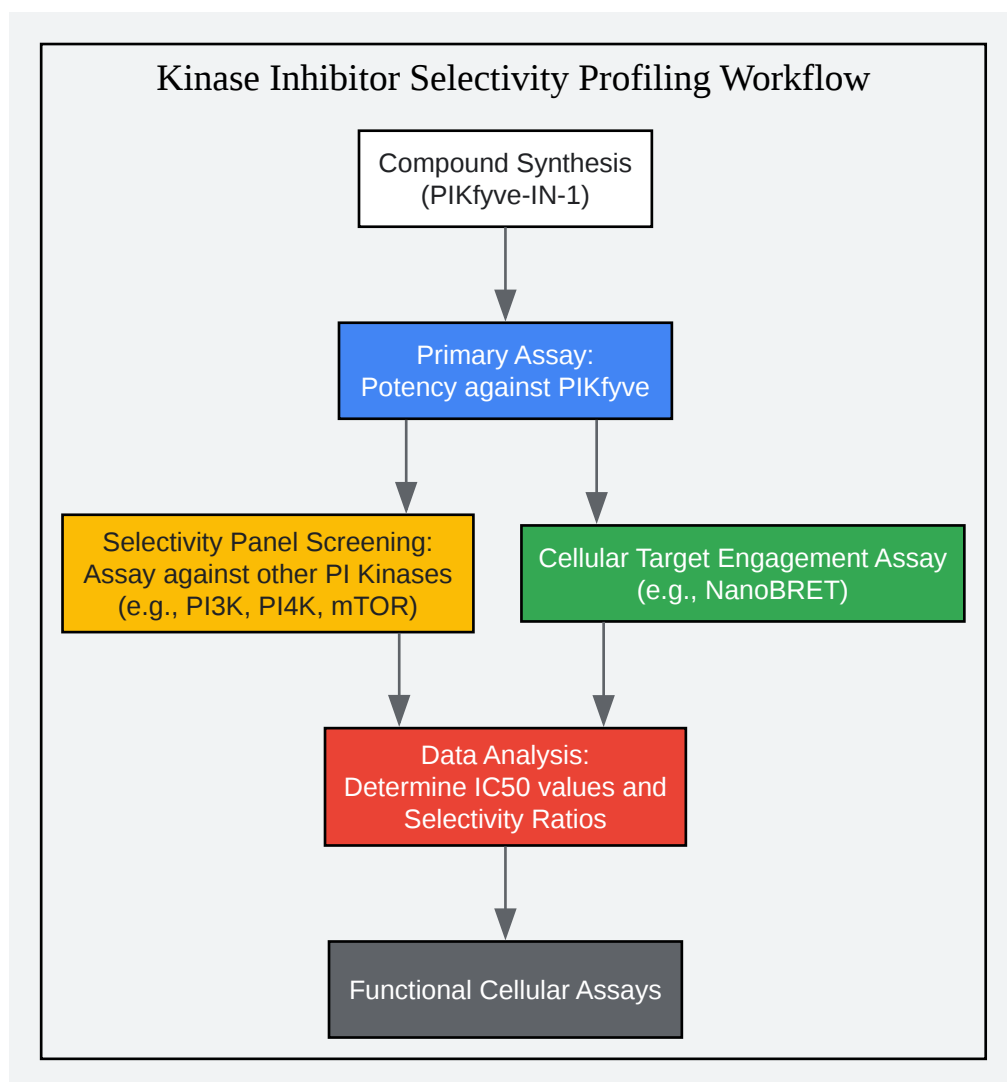 Kinase Inhibitor Selectivity Profiling Workflow
Compound Synthesis
(PIKfyve-IN-1)
Primary Assay:
Potency against PIKfyve
Selectivity Panel Screening:
Assay against other PI Kinases
(e.g., PI3K, PI4K, mTOR)
Cellular Target Engagement Assay
(e.g., NanoBRET)
Data Analysis:
Determine IC50 values and
Selectivity Ratios
Functional Cellular Assays